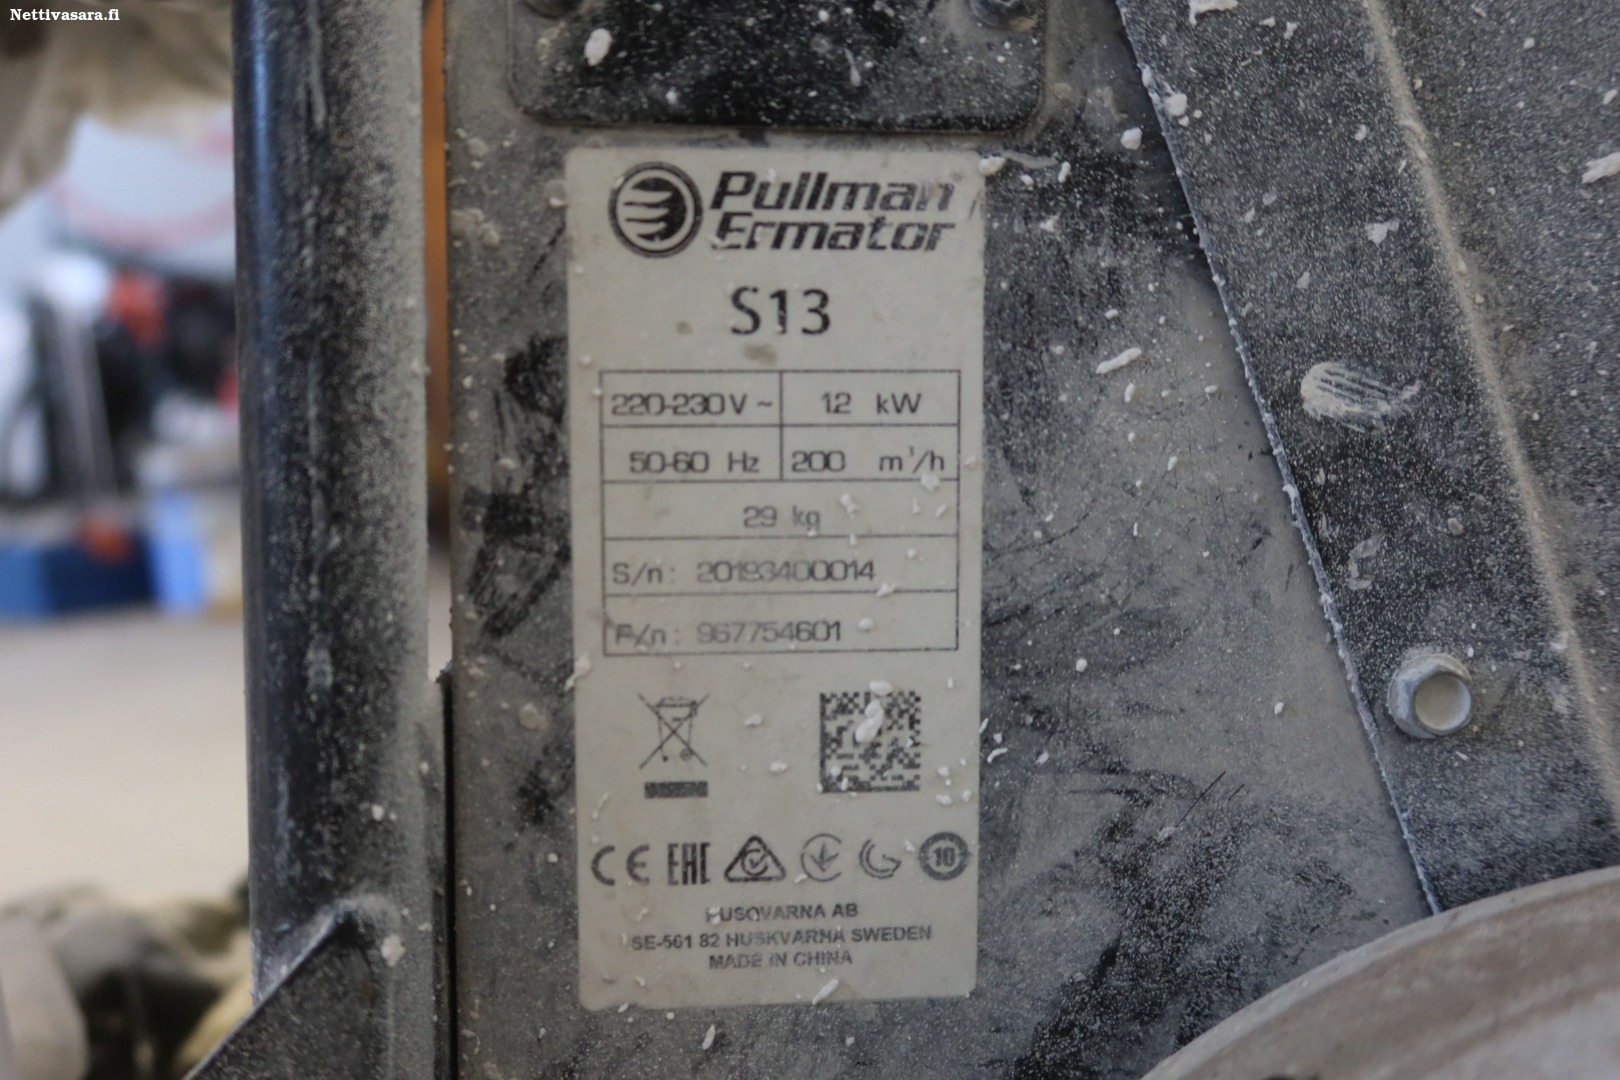 Nettivasara.fi
Pullman
Ermator
S13
220-230V ~ 1.2 kW
50-60 Hz 200 m³/h
29 kg
S/n: 20193400014
P/n: 967754601
CE EAC 10
HUSQVARNA AB
SE-561 82 HUSKVARNA SWEDEN
MADE IN CHINA